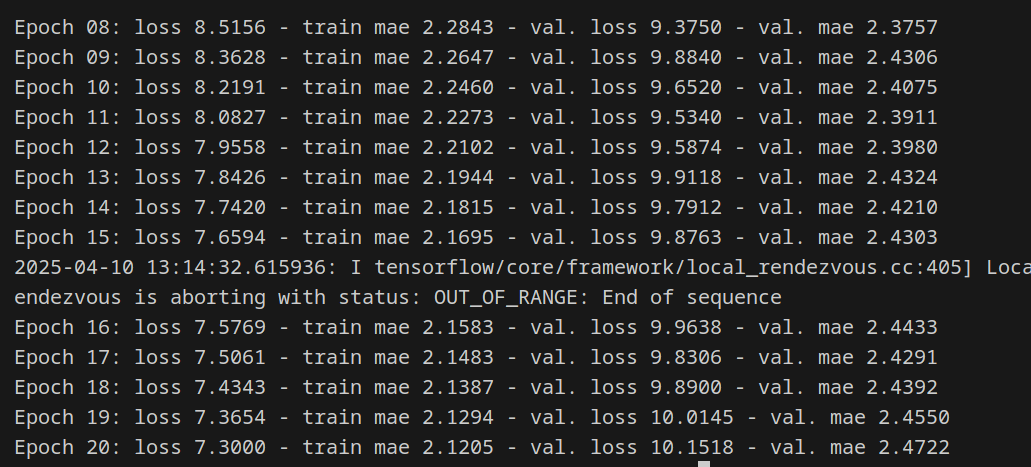 Epoch 08: loss 8.5156 - train mae 2.2843 - val. loss 9.3750 - val. mae 2.3757
Epoch 09: loss 8.3628 - train mae 2.2647 - val. loss 9.8840 - val. mae 2.4306
Epoch 10: loss 8.2191 - train mae 2.2460 - val. loss 9.6520 - val. mae 2.4075
Epoch 11: loss 8.0827 - train mae 2.2273 - val. loss 9.5340 - val. mae 2.3911
Epoch 12: loss 7.9558 - train mae 2.2102 - val. loss 9.5874 - val. mae 2.3980
Epoch 13: loss 7.8426 - train mae 2.1944 - val. loss 9.9118 - val. mae 2.4324
Epoch 14: loss 7.7420 - train mae 2.1815 - val. loss 9.7912 - val. mae 2.4210
Epoch 15: loss 7.6594 - train mae 2.1695 - val. loss 9.8763 - val. mae 2.4303
2025-04-10 13:14:32.615936: I tensorflow/core/framework/local_rendezvous.cc:405] Loca
endezvous is aborting with status: OUT_OF_RANGE: End of sequence
Epoch 16: loss 7.5769 - train mae 2.1583 - val. loss 9.9638 - val. mae 2.4433
Epoch 17: loss 7.5061 - train mae 2.1483 - val. loss 9.8306 - val. mae 2.4291
Epoch 18: loss 7.4343 - train mae 2.1387 - val. loss 9.8900 - val. mae 2.4392
Epoch 19: loss 7.3654 - train mae 2.1294 - val. loss 10.0145 - val. mae 2.4550
Epoch 20: loss 7.3000 - train mae 2.1205 - val. loss 10.1518 - val. mae 2.4722